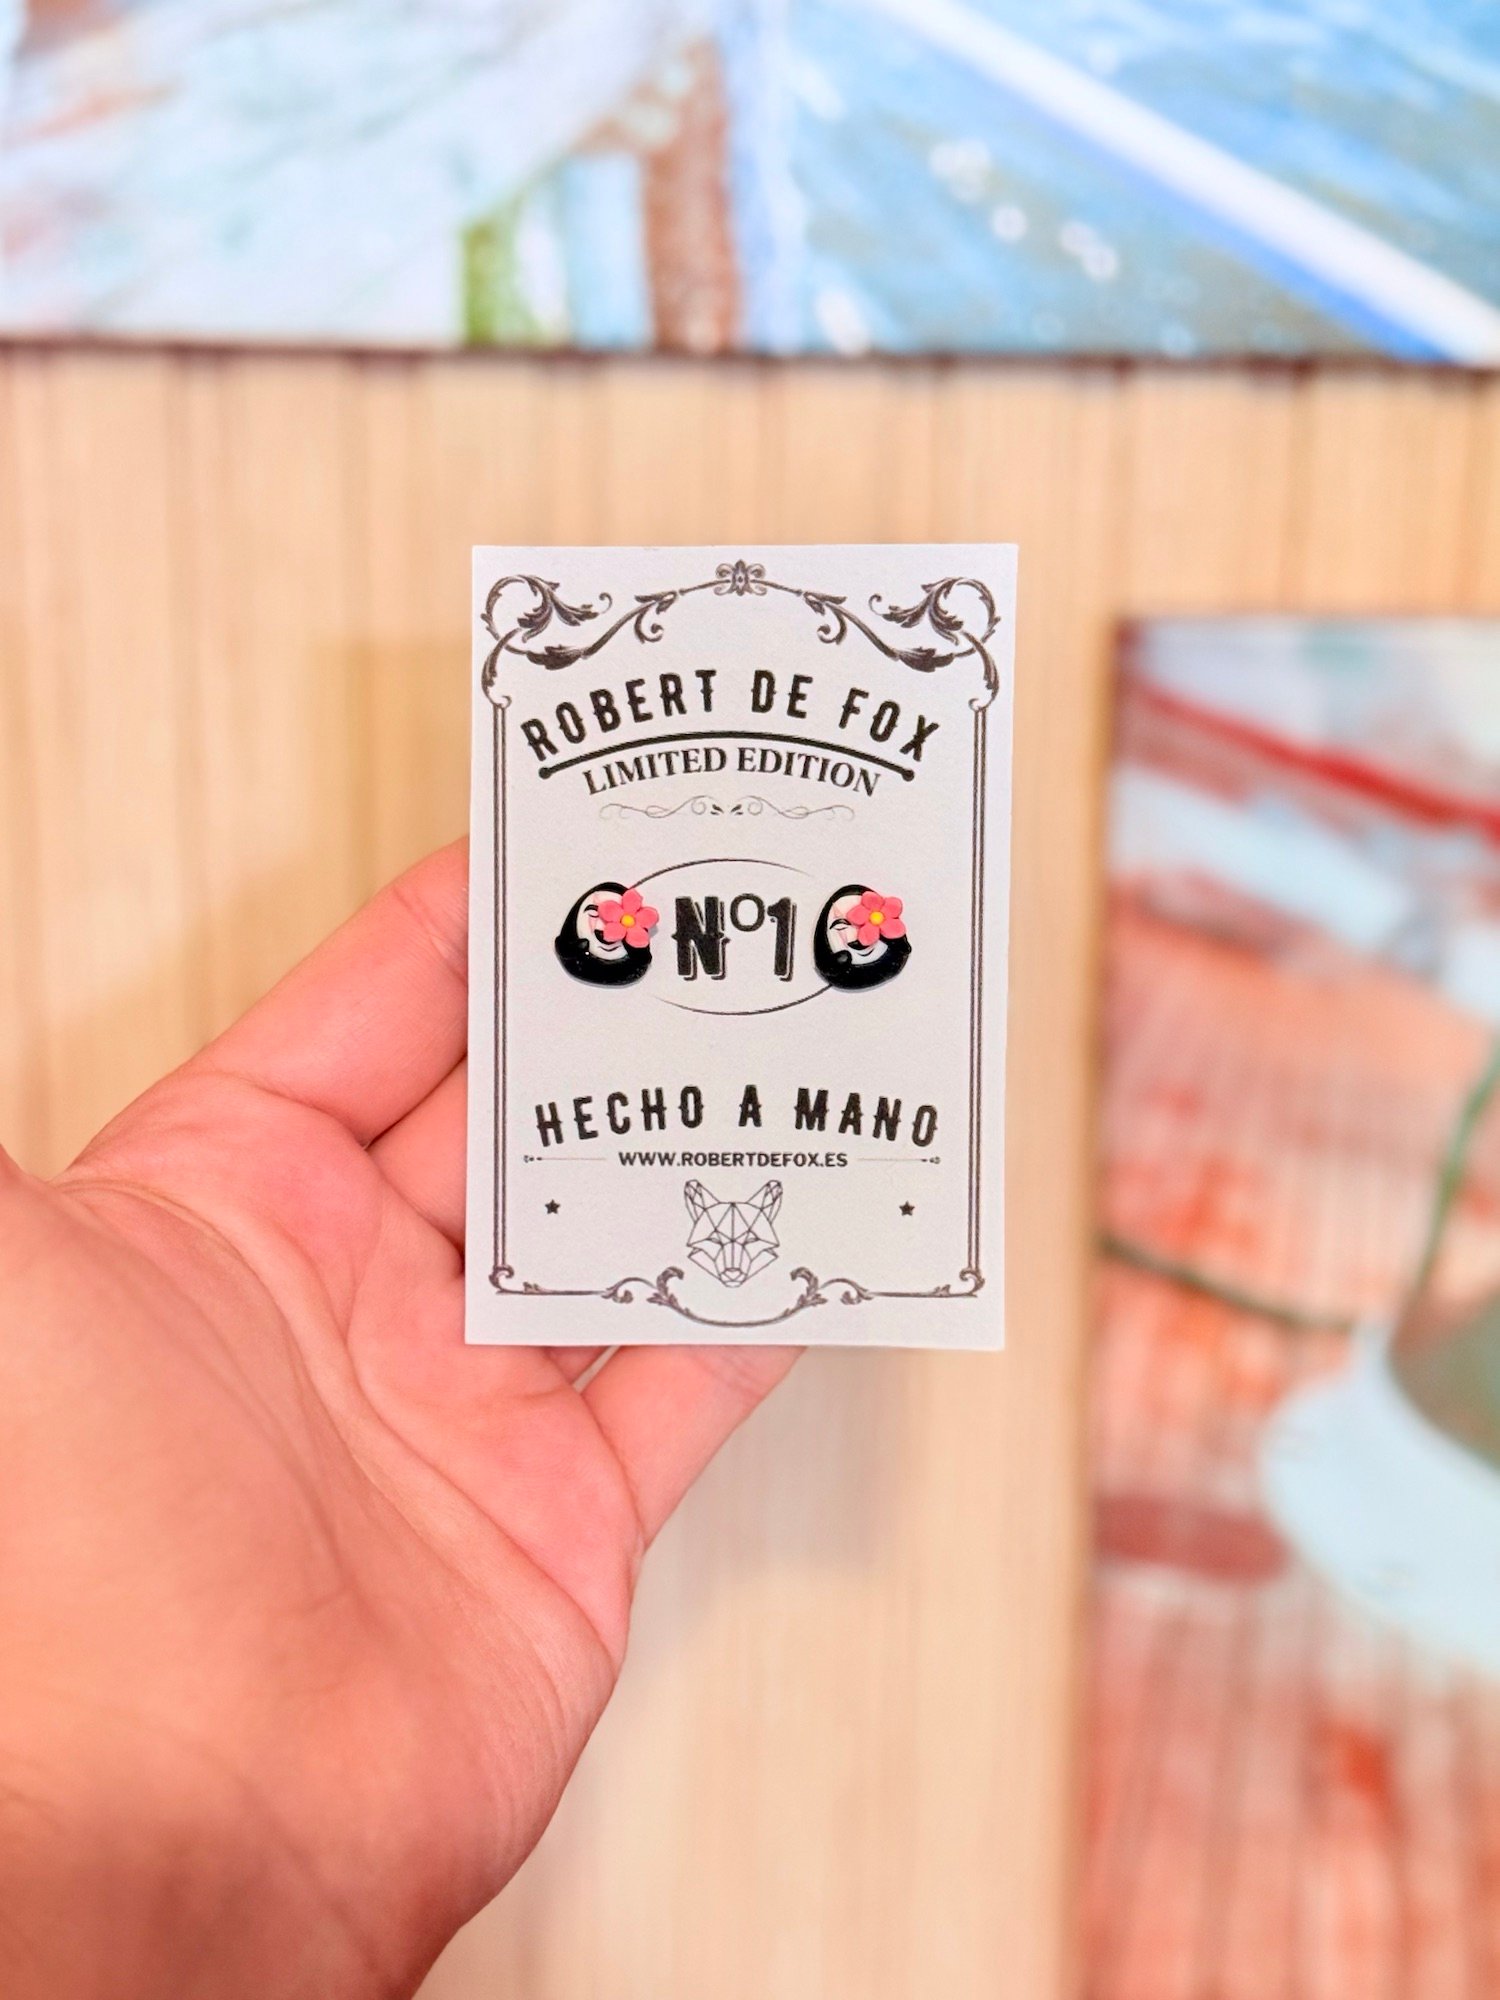 ROBERT DE FOX
LIMITED EDITION
Nº1
HECHO A MANO
WWW.ROBERTDEFOX.ES